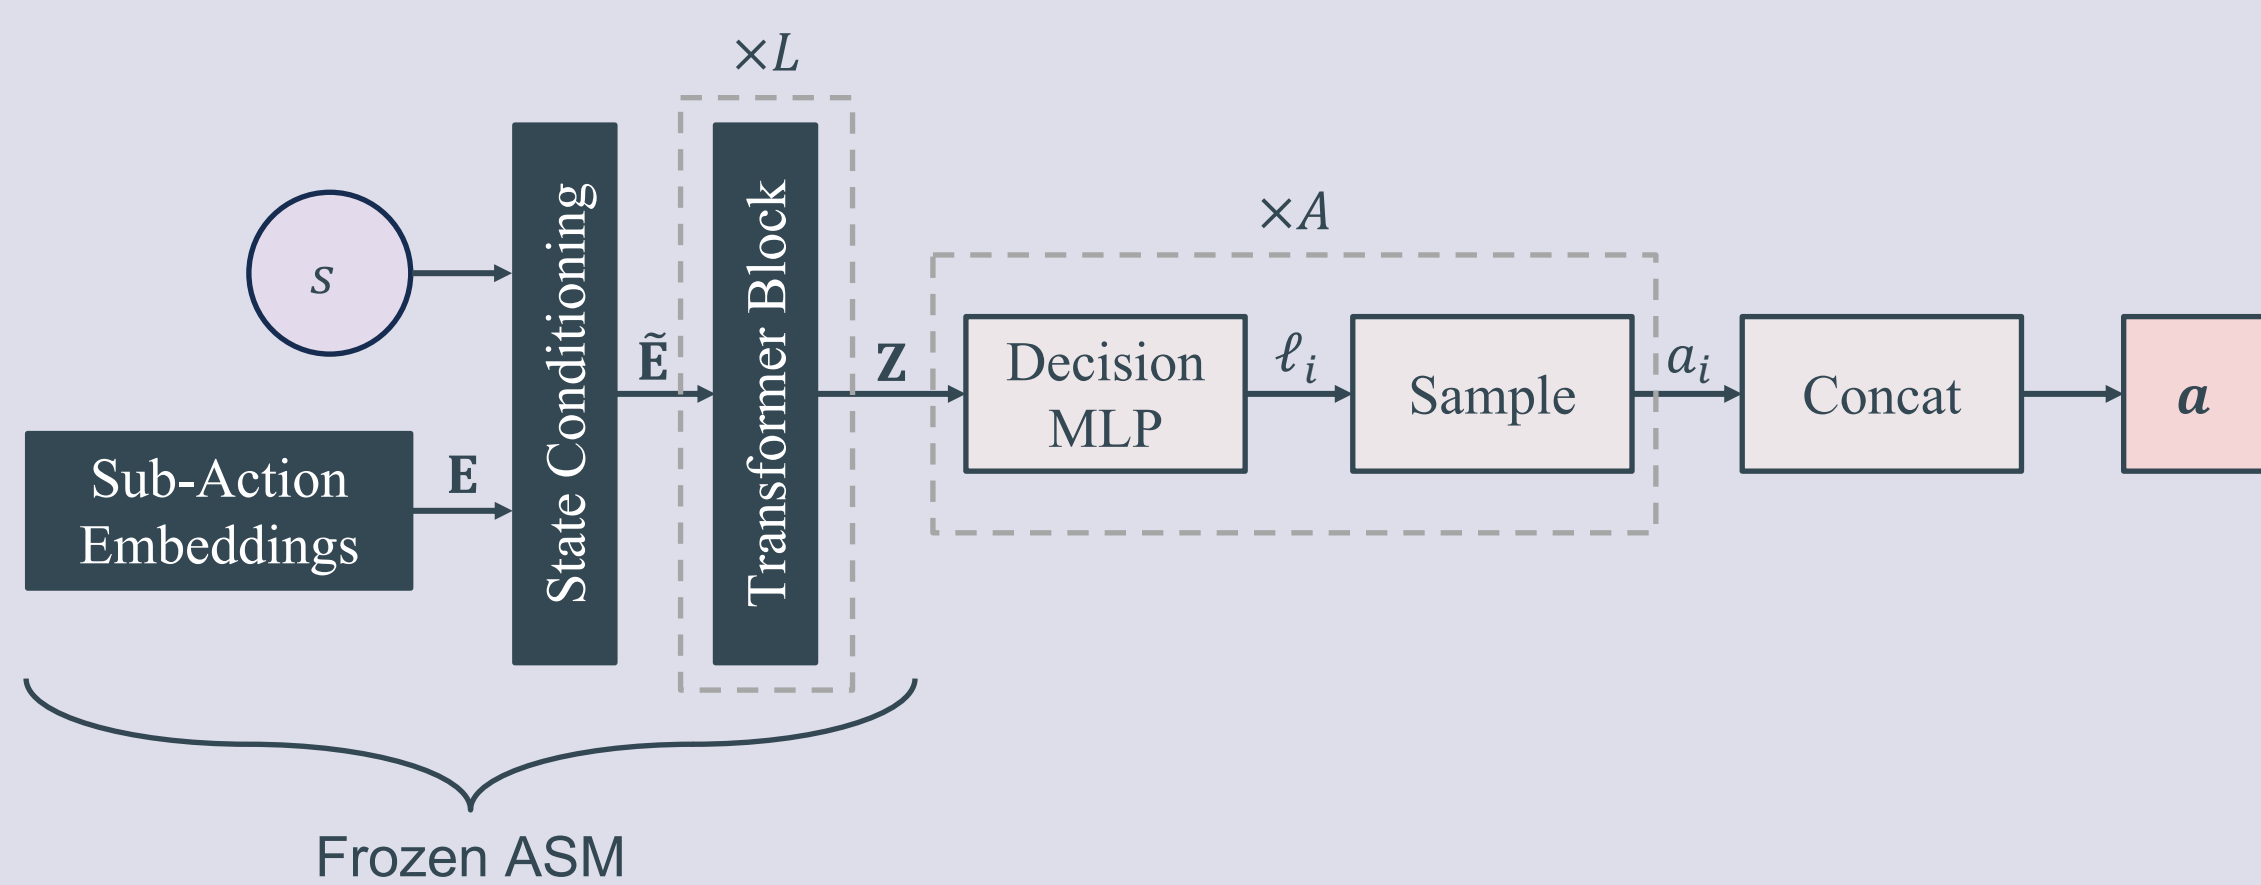 ×L
×A
s
State Conditioning
Ẽ
Transformer Block
Z
Decision
MLP
ℓᵢ
Sample
aᵢ
Concat
a
Sub-Action
Embeddings
E
Frozen ASM